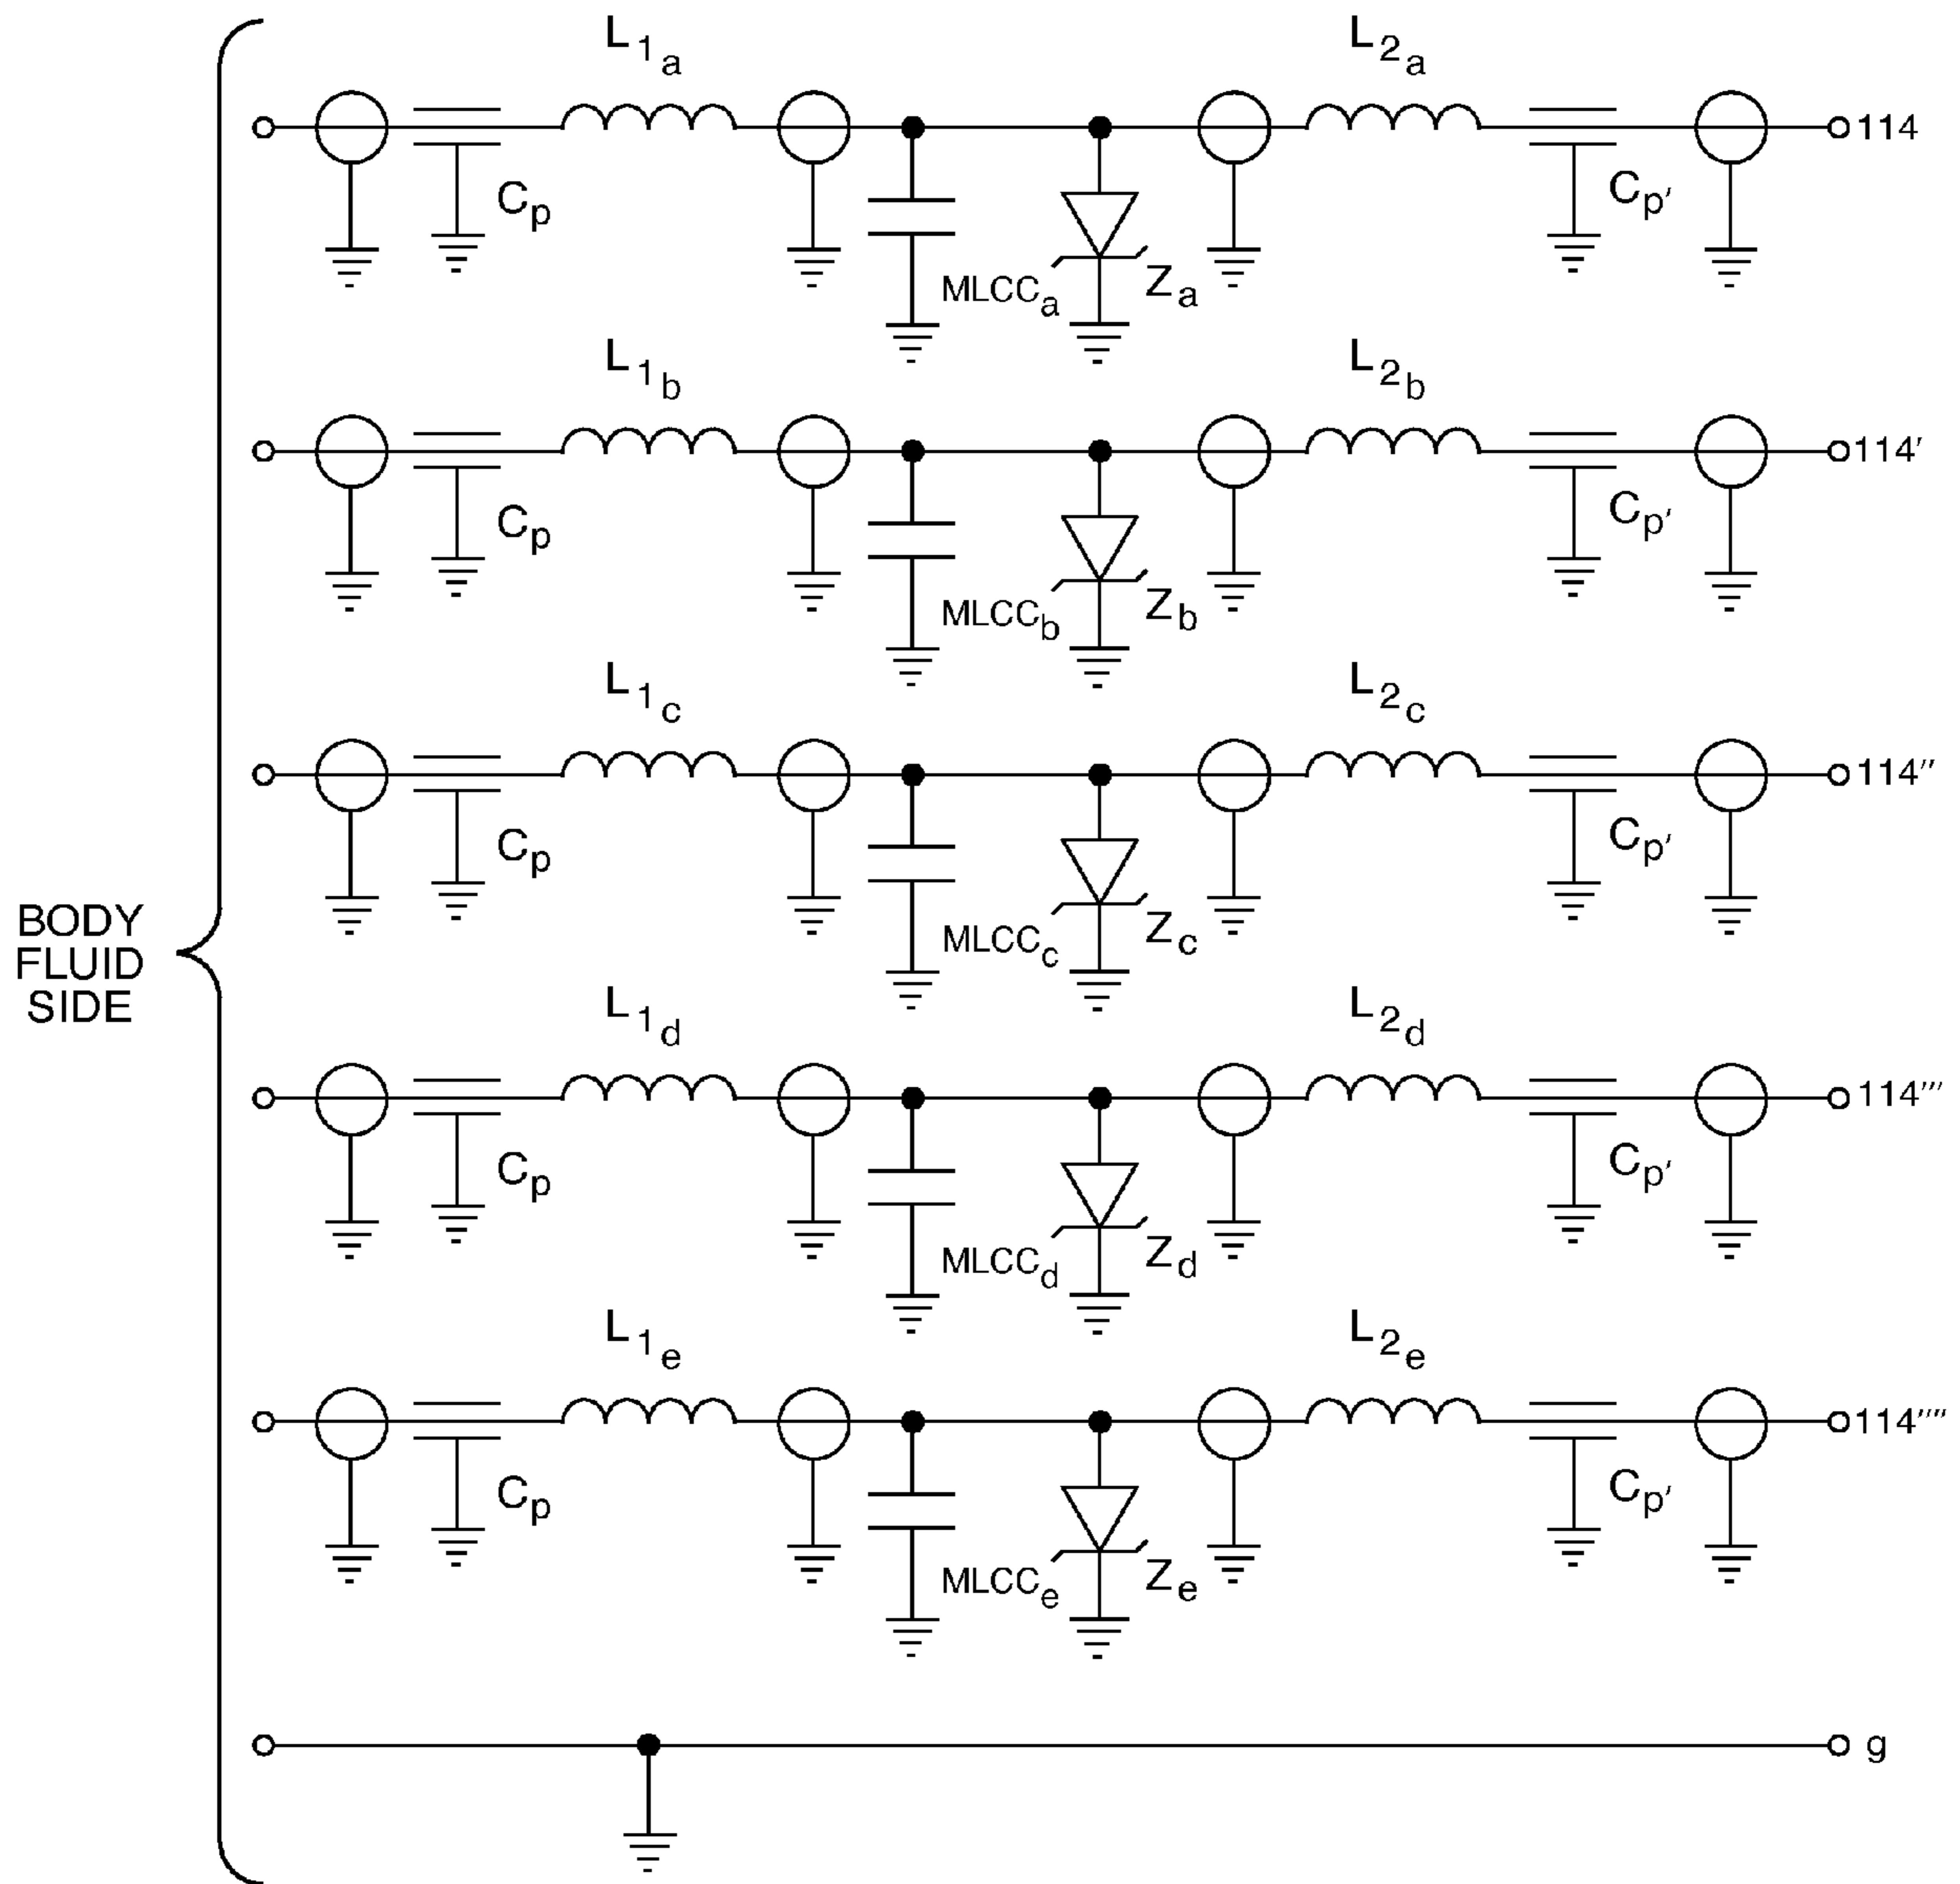 L1a L2a
114
Cp Cp′
MLCCa Za
L1b L2b
114′
Cp Cp′
MLCCb Zb
L1c L2c
114″
Cp Cp′
MLCCc Zc
BODY
FLUID
SIDE
L1d L2d
114‴
Cp Cp′
MLCCd Zd
L1e L2e
114⁗
Cp Cp′
MLCCe Ze
g